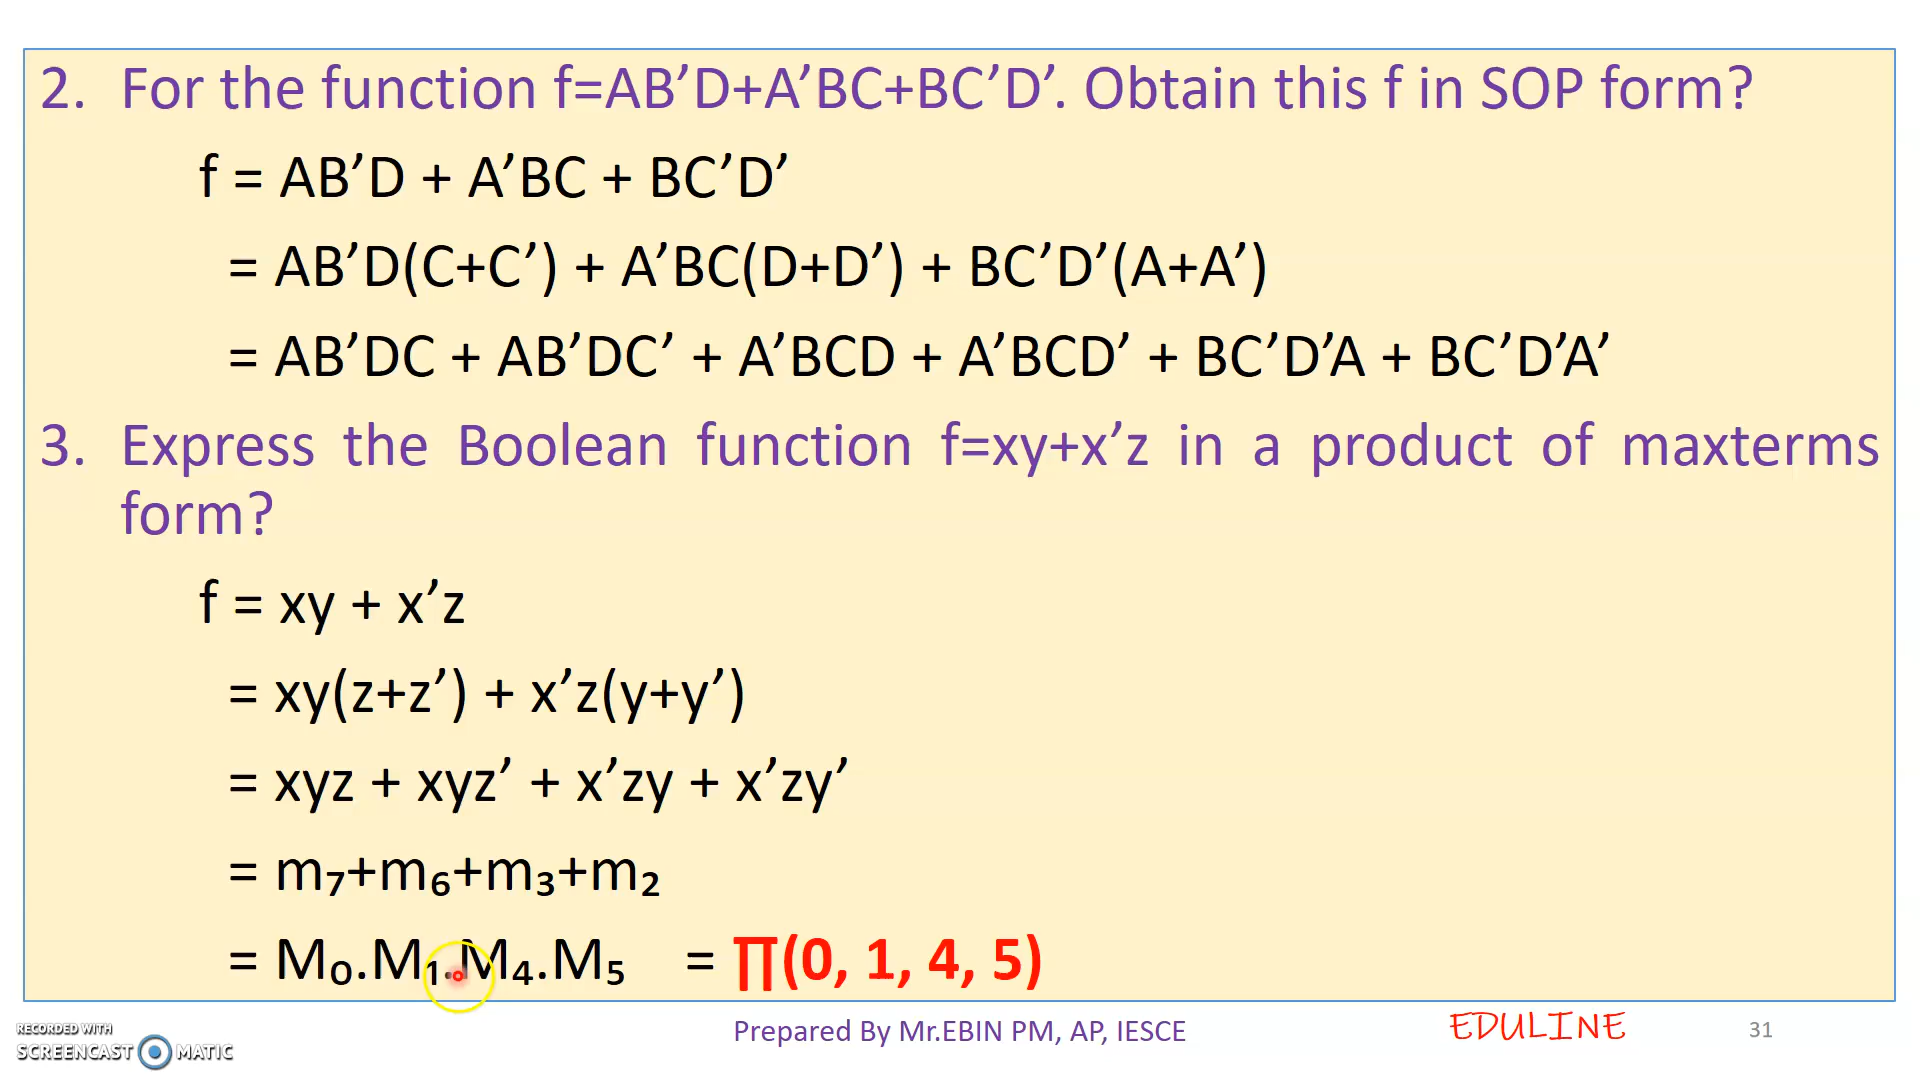 2. For the function f=AB’D+A’BC+BC’D’. Obtain this f in SOP form?
f = AB’D + A’BC + BC’D’
= AB’D(C+C’) + A’BC(D+D’) + BC’D’(A+A’)
= AB’DC + AB’DC’ + A’BCD + A’BCD’ + BC’D’A + BC’D’A’
3. Express the Boolean function f=xy+x’z in a product of maxterms
form?
f = xy + x’z
= xy(z+z’) + x’z(y+y’)
= xyz + xyz’ + x’zy + x’zy’
= m₇+m₆+m₃+m₂
= M₀.M₁.M₄.M₅ = ∏(0, 1, 4, 5)
RECORDED WITH
SCREENCAST MATIC
Prepared By Mr.EBIN PM, AP, IESCE
EDULINE
31